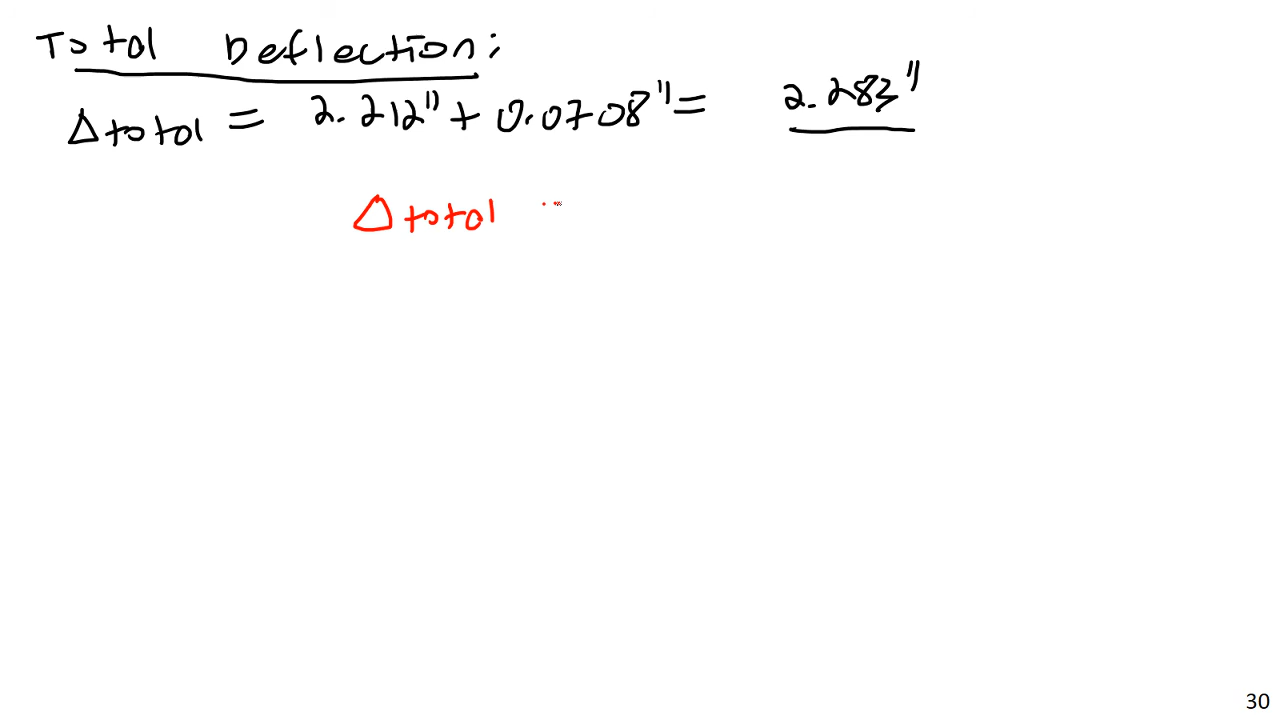 Total Deflection:
Δtotal = 2.212" + 0.0708" = 2.283"
Δtotal
30